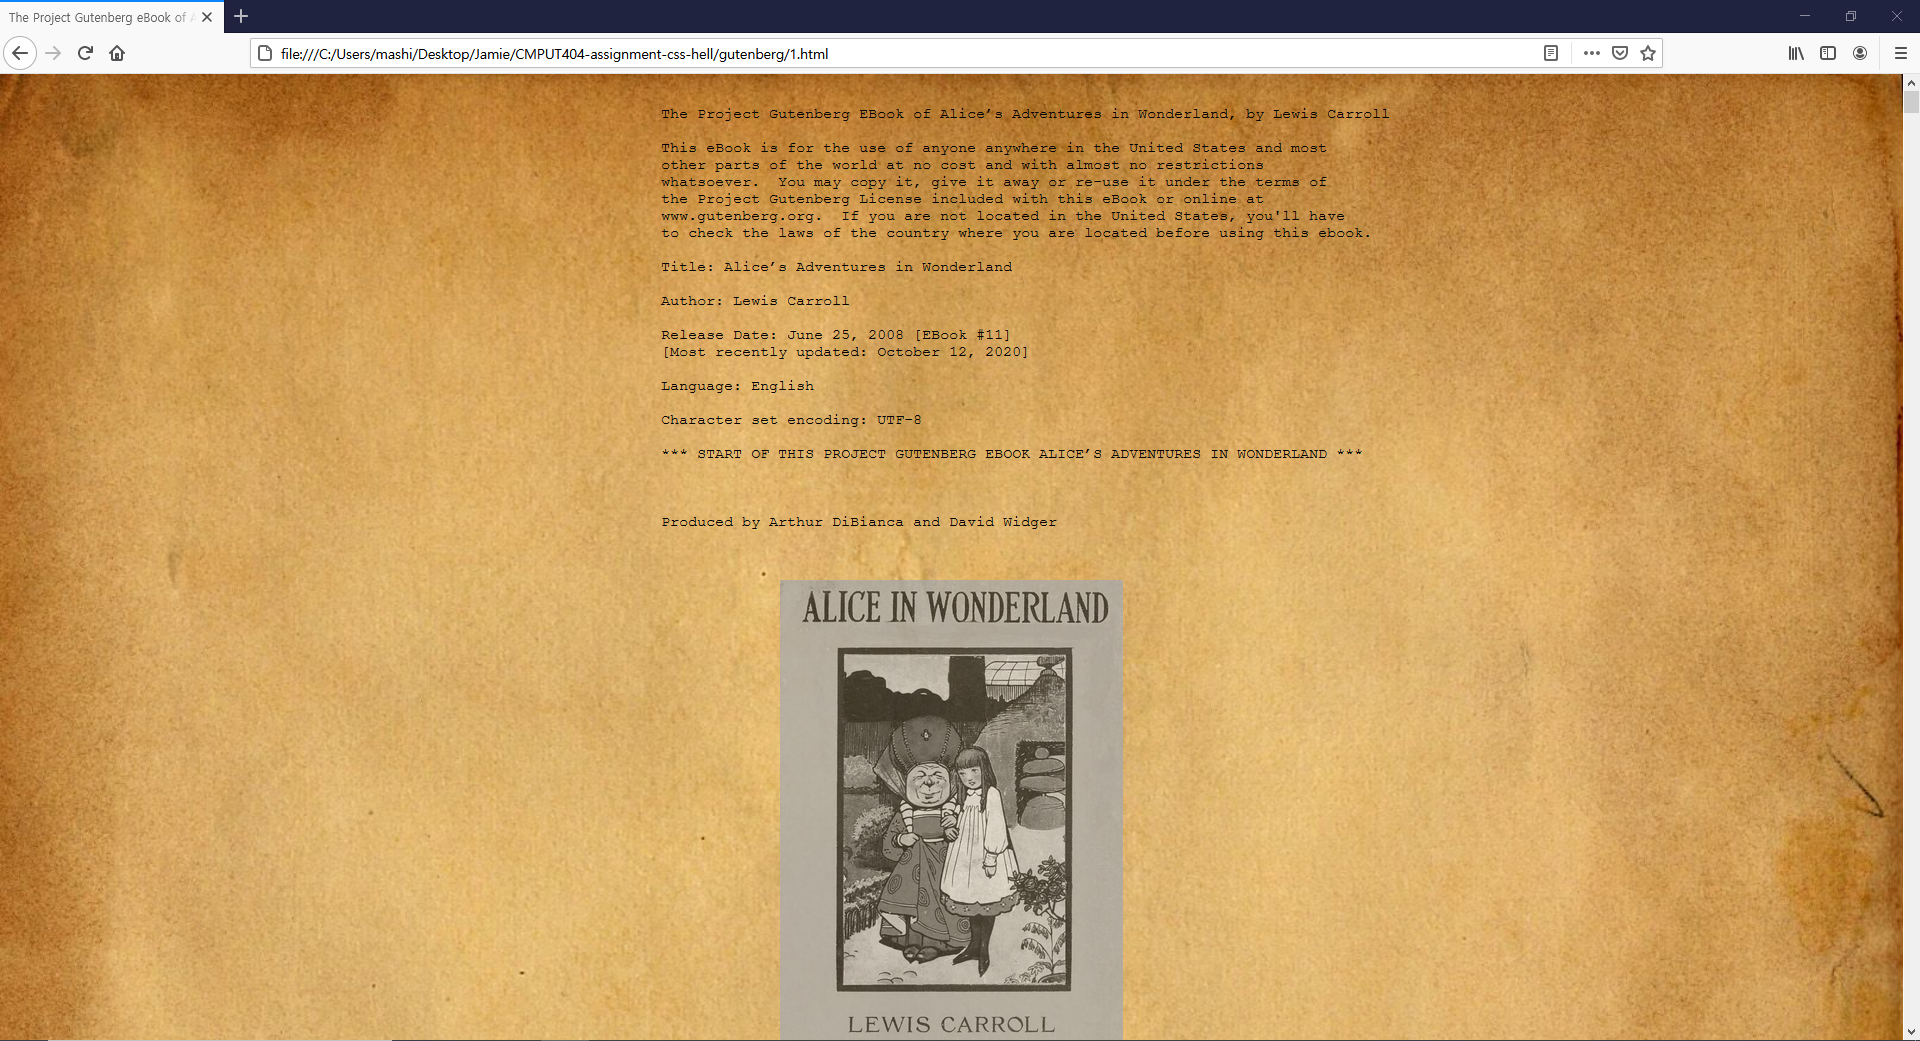 The Project Gutenberg eBook of A
file:///C:/Users/mashi/Desktop/Jamie/CMPUT404-assignment-css-hell/gutenberg/1.html
The Project Gutenberg EBook of Alice’s Adventures in Wonderland, by Lewis Carroll
This eBook is for the use of anyone anywhere in the United States and most
other parts of the world at no cost and with almost no restrictions
whatsoever.  You may copy it, give it away or re-use it under the terms of
the Project Gutenberg License included with this eBook or online at
www.gutenberg.org.  If you are not located in the United States, you'll have
to check the laws of the country where you are located before using this ebook.
Title: Alice’s Adventures in Wonderland
Author: Lewis Carroll
Release Date: June 25, 2008 [EBook #11]
[Most recently updated: October 12, 2020]
Language: English
Character set encoding: UTF-8
*** START OF THIS PROJECT GUTENBERG EBOOK ALICE’S ADVENTURES IN WONDERLAND ***
Produced by Arthur DiBianca and David Widger
ALICE IN WONDERLAND
LEWIS CARROLL